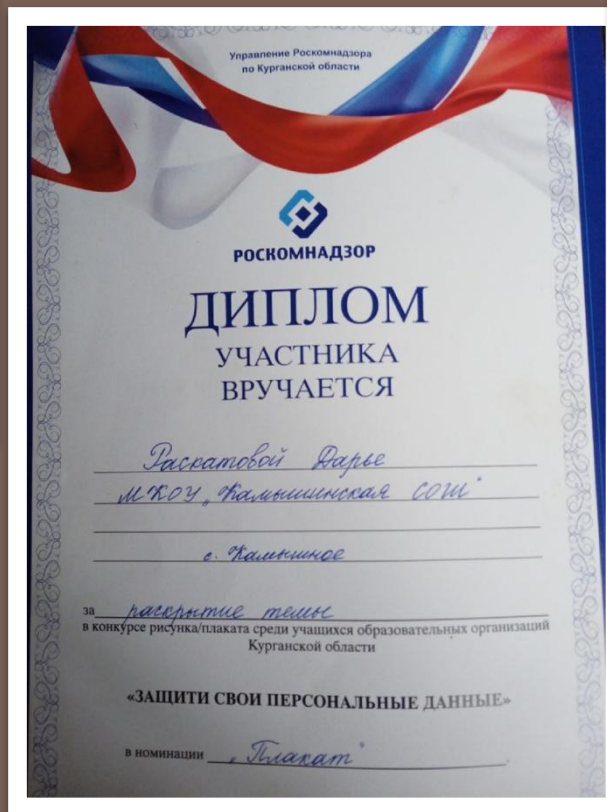 Управление Роскомнадзора
по Курганской области
РОСКОМНАДЗОР
ДИПЛОМ
УЧАСТНИКА
ВРУЧАЕТСЯ
Раскатовой Дарье
МКОУ „Камышинская СОШ"
с. Камышное
за раскрытие темы
в конкурсе рисунка/плаката среди учащихся образовательных организаций
Курганской области
«ЗАЩИТИ СВОИ ПЕРСОНАЛЬНЫЕ ДАННЫЕ»
в номинации „Плакат"